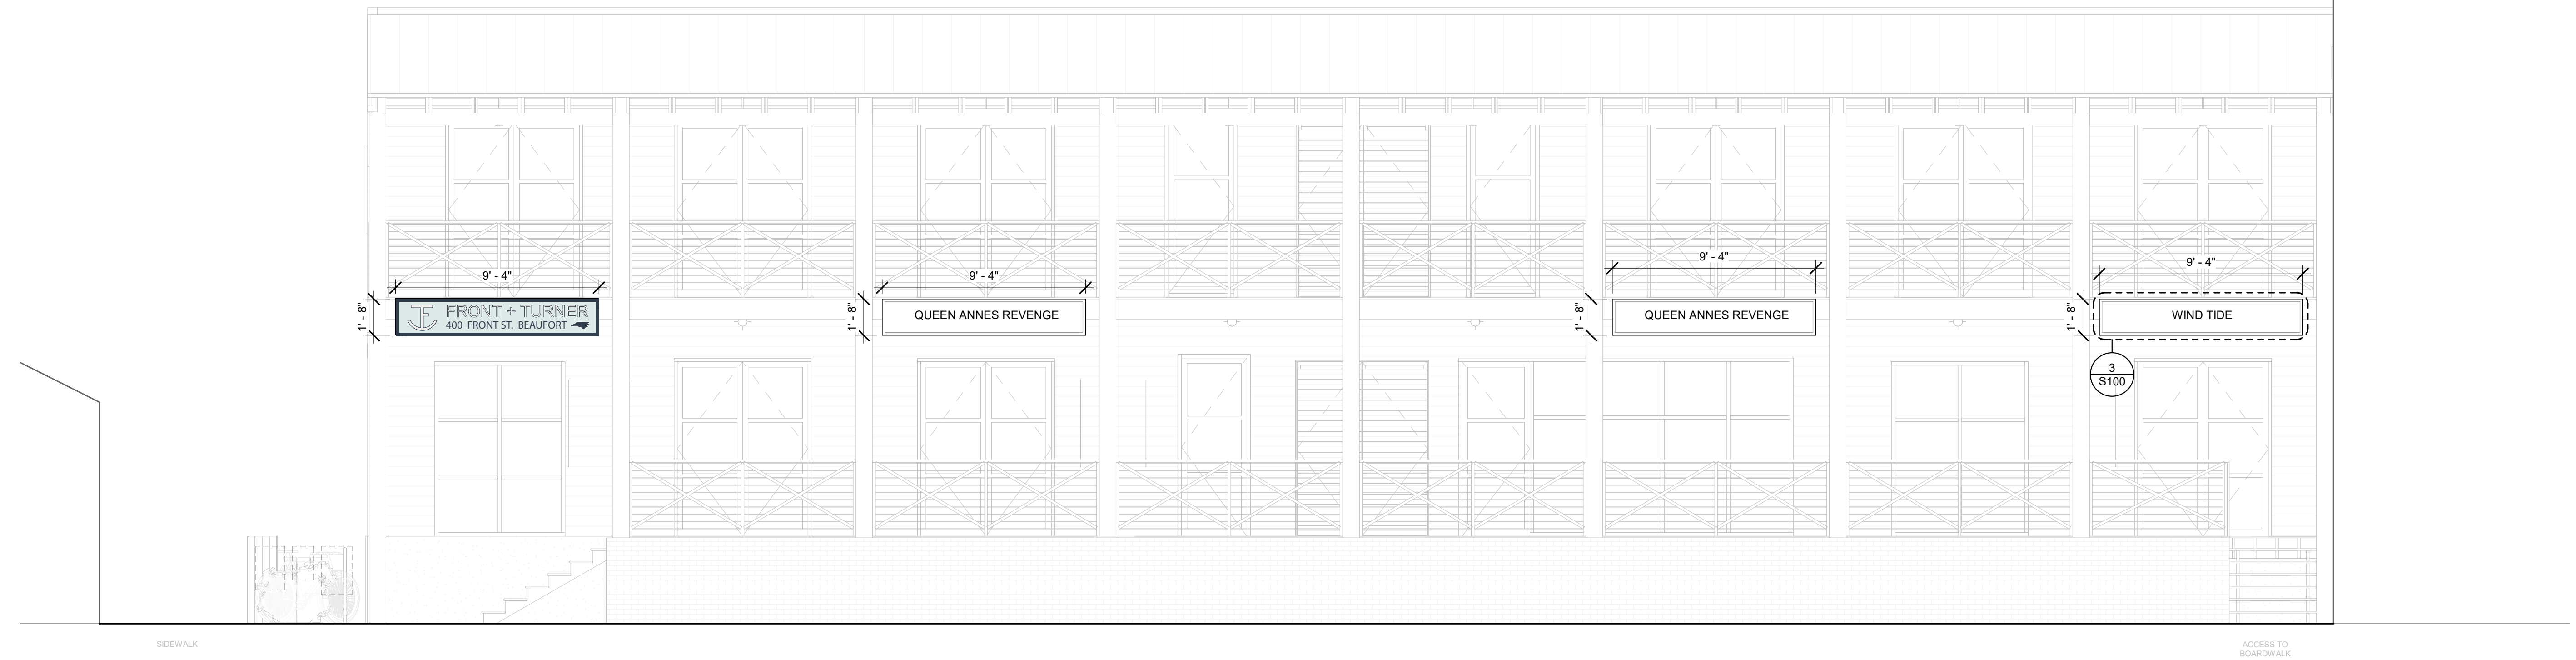 9' - 4"
9' - 4"
9' - 4"
9' - 4"
1' - 8"
FRONT + TURNER
400 FRONT ST. BEAUFORT
1' - 8"
QUEEN ANNES REVENGE
1' - 8"
QUEEN ANNES REVENGE
1' - 8"
WIND TIDE
3
S100
SIDEWALK
ACCESS TO
BOARDWALK